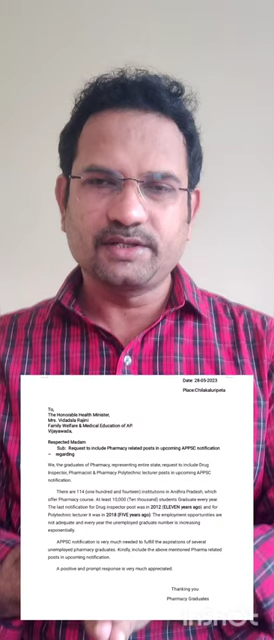 Date: 28-05-2023
Place:Chilakaluripeta
To,
The Honorable Health Minister,
Mrs. Vidadala Rajini
Family Welfare & Medical Education of AP.
Vijayawada,
Respected Madam
Sub: Request to include Pharmacy related posts in upcoming APPSC notification
– regarding
We, the graduates of Pharmacy, representing entire state, request to include Drug
Inspector, Pharmacist & Pharmacy Polytechnic lecturer posts in upcoming APPSC
notification.
There are 114 (one hundred and fourteen) institutions in Andhra Pradesh, which
offer Pharmacy course. At least 10,000 (Ten thousand) students Graduate every year
The last notification for Drug inspector post was in 2012 (ELEVEN years ago) and for
Polytechnic lecturer it was in 2018 (FIVE years ago). The employment opportunities are
not adequate and every year the unemployed graduate number is increasing
exponentially.
APPSC notification is very much needed to fulfill the aspirations of several
unemployed pharmacy graduates. Kindly, include the above mentioned Pharma related
posts in upcoming notification.
A positive and prompt response is very much appreciated.
Thanking you
Pharmacy Graduates
InShOT